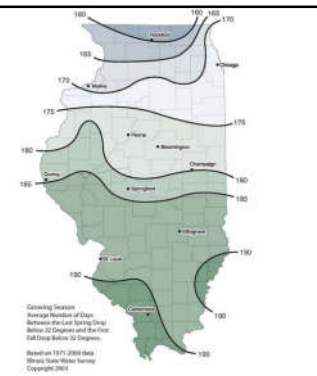 160
160
165
170
Rockford
165
Chicago
170
Moline
175
175
Peoria
180
Bloomington
Champaign
Quincy
180
185
Springfield
185
Effingham
190
St. Louis
190
Carbondale
190
190
Growing Season
Average Number of Days
Between the Last Spring Drop
Below 32 Degrees and the First
Fall Drop Below 32 Degrees.
Based on 1971-2000 data
Illinois State Water Survey
Copyright 2003